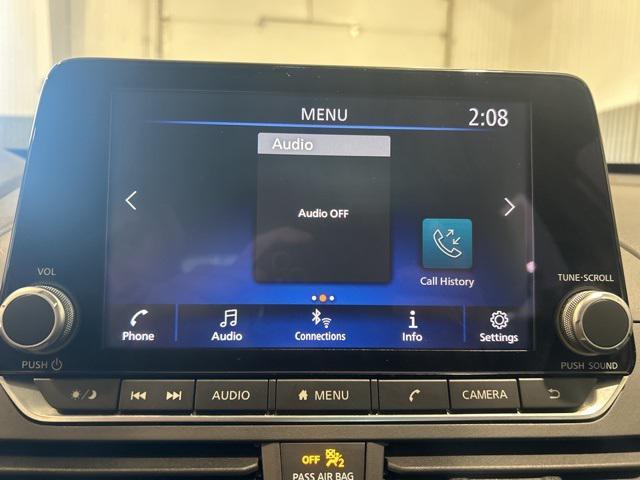 MENU 2:08
Audio
Audio OFF
Call History
VOL
TUNE·SCROLL
Phone Audio Connections Info Settings
PUSH
PUSH SOUND
AUDIO MENU CAMERA
OFF 2
PASS AIR BAG